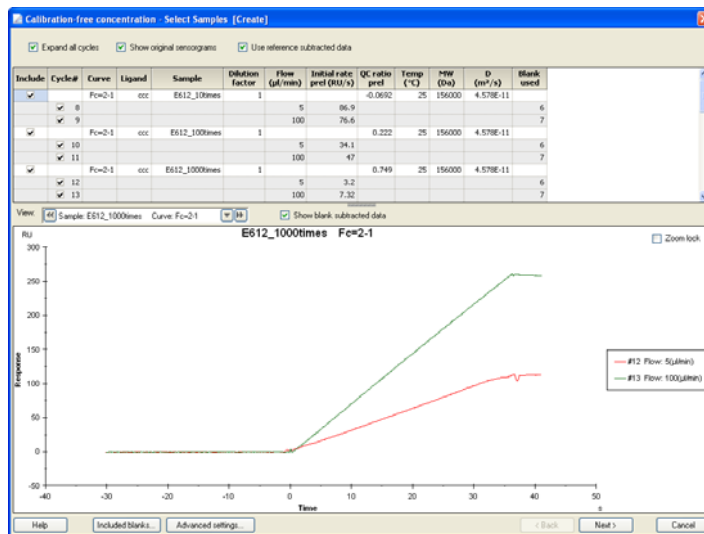 Calibration-free concentration - Select Samples [Create]
Expand all cycles Show original sensorgrams Use reference subtracted data
Include Cycle# Curve Ligand Sample Dilution factor Flow (µl/min) Initial rate prel (RU/s) QC ratio prel Temp (°C) MW (Da) D (m²/s) Blank used
Fc=2-1 ccc E612_10times 1 -0.0692 25 156000 4.578E-11
8 5 86.9 6
9 100 76.6 7
Fc=2-1 ccc E612_100times 1 0.222 25 156000 4.578E-11
10 5 34.1 6
11 100 47 7
Fc=2-1 ccc E612_1000times 1 0.749 25 156000 4.578E-11
12 5 3.2 6
13 100 7.32 7
View: Sample: E612_1000times Curve: Fc=2-1 Show blank subtracted data
E612_1000times Fc=2-1
Zoom lock
RU
300
250
200
150
100
50
0
-50
Response
-40 -30 -20 -10 0 10 20 30 40 50
Time s
#12 Flow: 5(µl/min)
#13 Flow: 100(µl/min)
Help Included blanks... Advanced settings... < Back Next > Cancel